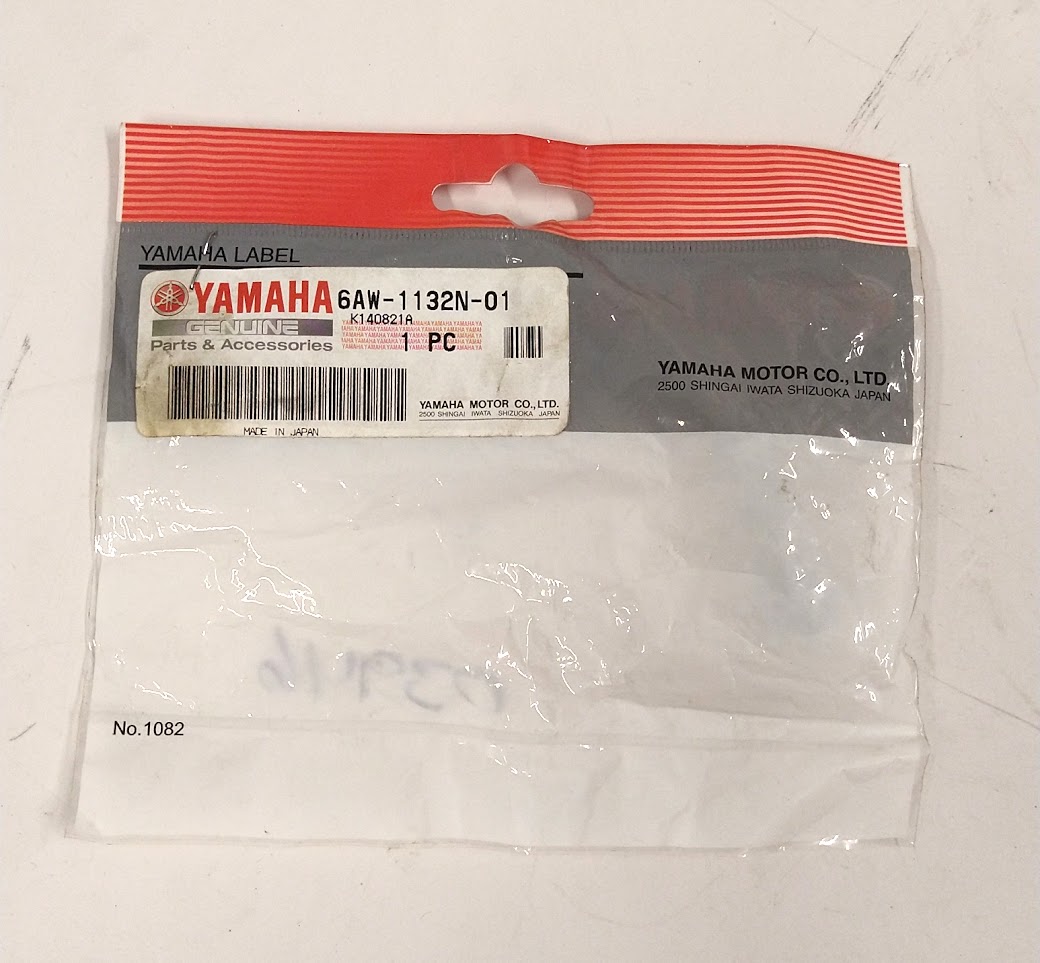 YAMAHA LABEL
YAMAHA 6AW-1132N-01
K140821A
GENUINE
1 PC
Parts & Accessories
YAMAHA MOTOR CO.,LTD.
2500 SHINGAI IWATA SHIZUOKA JAPAN
MADE IN JAPAN
YAMAHA MOTOR CO., LTD.
2500 SHINGAI IWATA SHIZUOKA JAPAN
No.1082